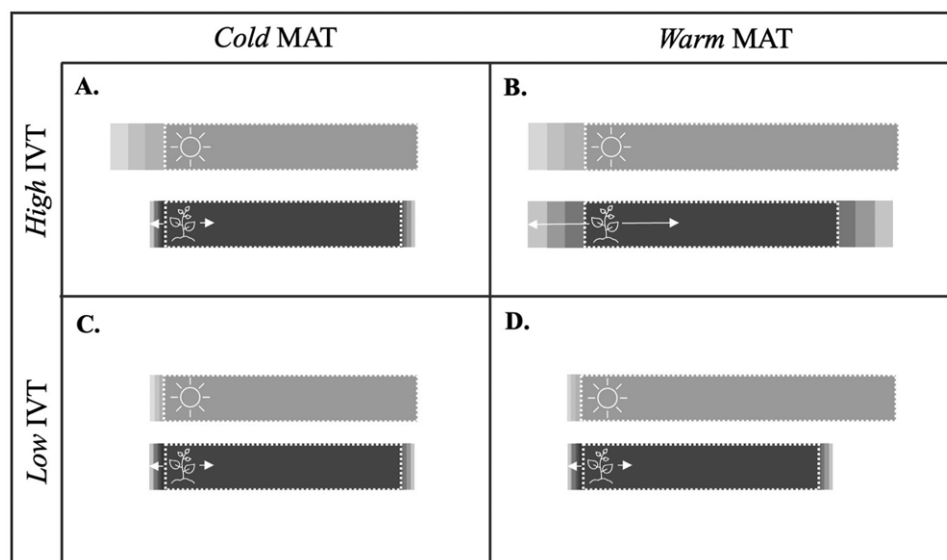 Cold MAT
Warm MAT
High IVT
A.
B.
Low IVT
C.
D.